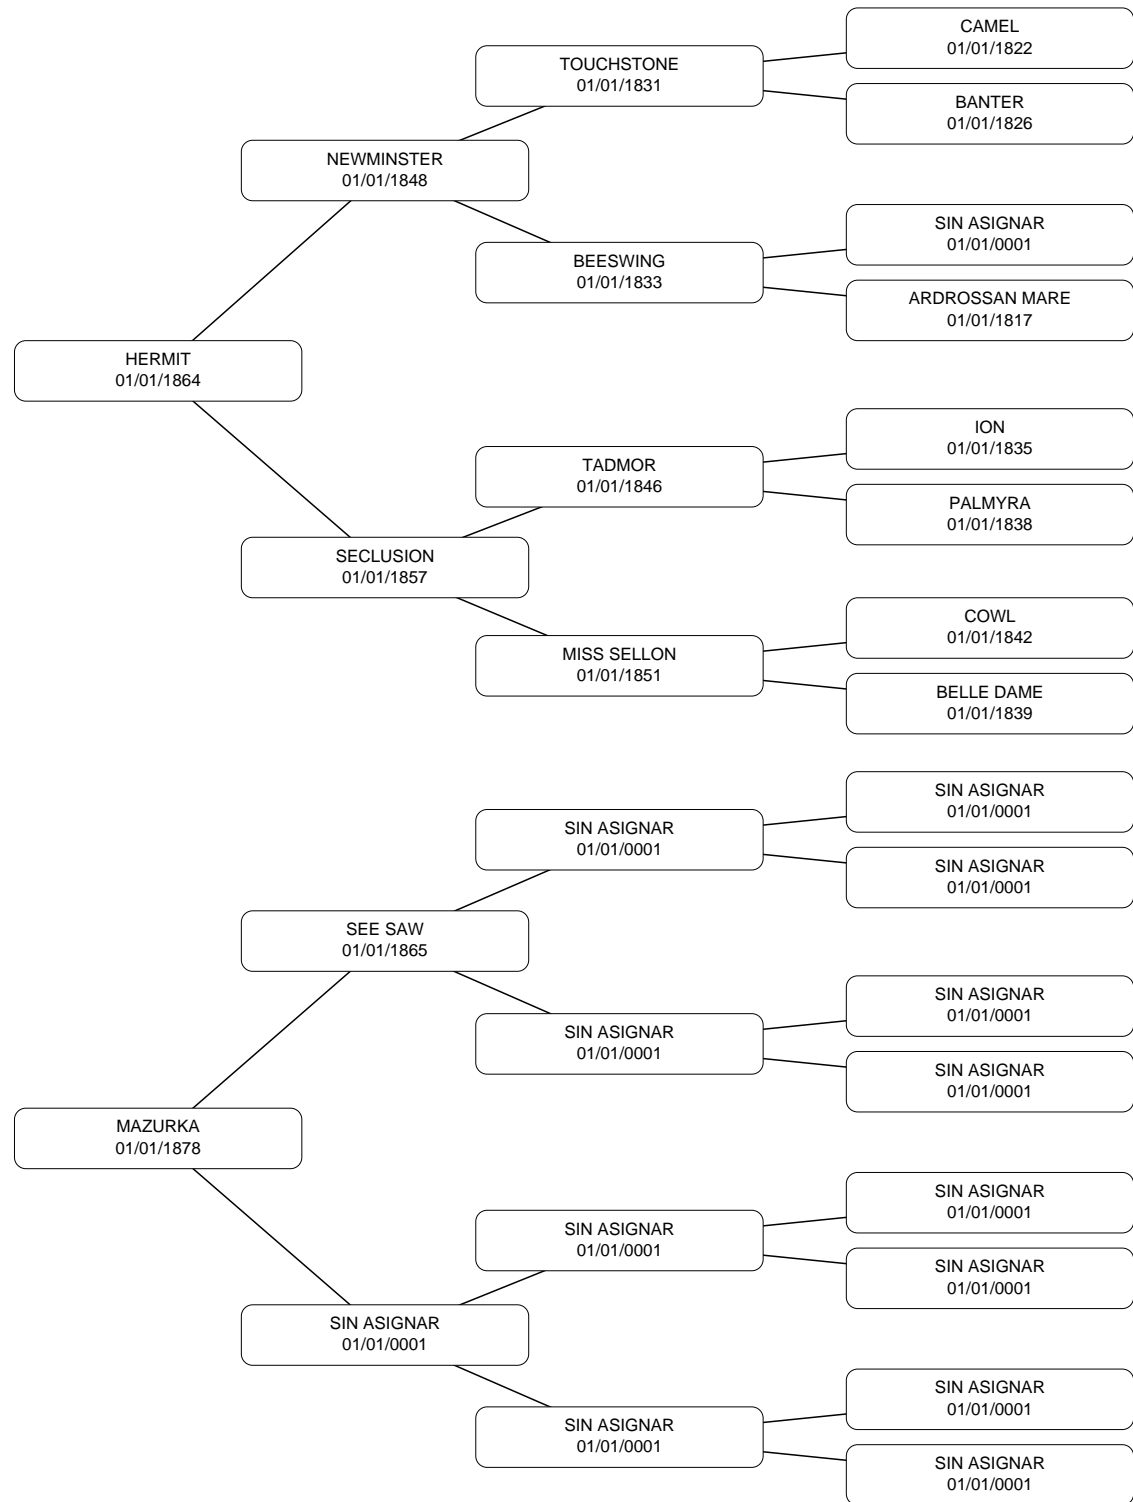 CAMEL
01/01/1822
TOUCHSTONE
01/01/1831
BANTER
01/01/1826
NEWMINSTER
01/01/1848
SIN ASIGNAR
01/01/0001
BEESWING
01/01/1833
ARDROSSAN MARE
01/01/1817
HERMIT
01/01/1864
ION
01/01/1835
TADMOR
01/01/1846
PALMYRA
01/01/1838
SECLUSION
01/01/1857
COWL
01/01/1842
MISS SELLON
01/01/1851
BELLE DAME
01/01/1839
SIN ASIGNAR
01/01/0001
SIN ASIGNAR
01/01/0001
SIN ASIGNAR
01/01/0001
SEE SAW
01/01/1865
SIN ASIGNAR
01/01/0001
SIN ASIGNAR
01/01/0001
SIN ASIGNAR
01/01/0001
MAZURKA
01/01/1878
SIN ASIGNAR
01/01/0001
SIN ASIGNAR
01/01/0001
SIN ASIGNAR
01/01/0001
SIN ASIGNAR
01/01/0001
SIN ASIGNAR
01/01/0001
SIN ASIGNAR
01/01/0001
SIN ASIGNAR
01/01/0001